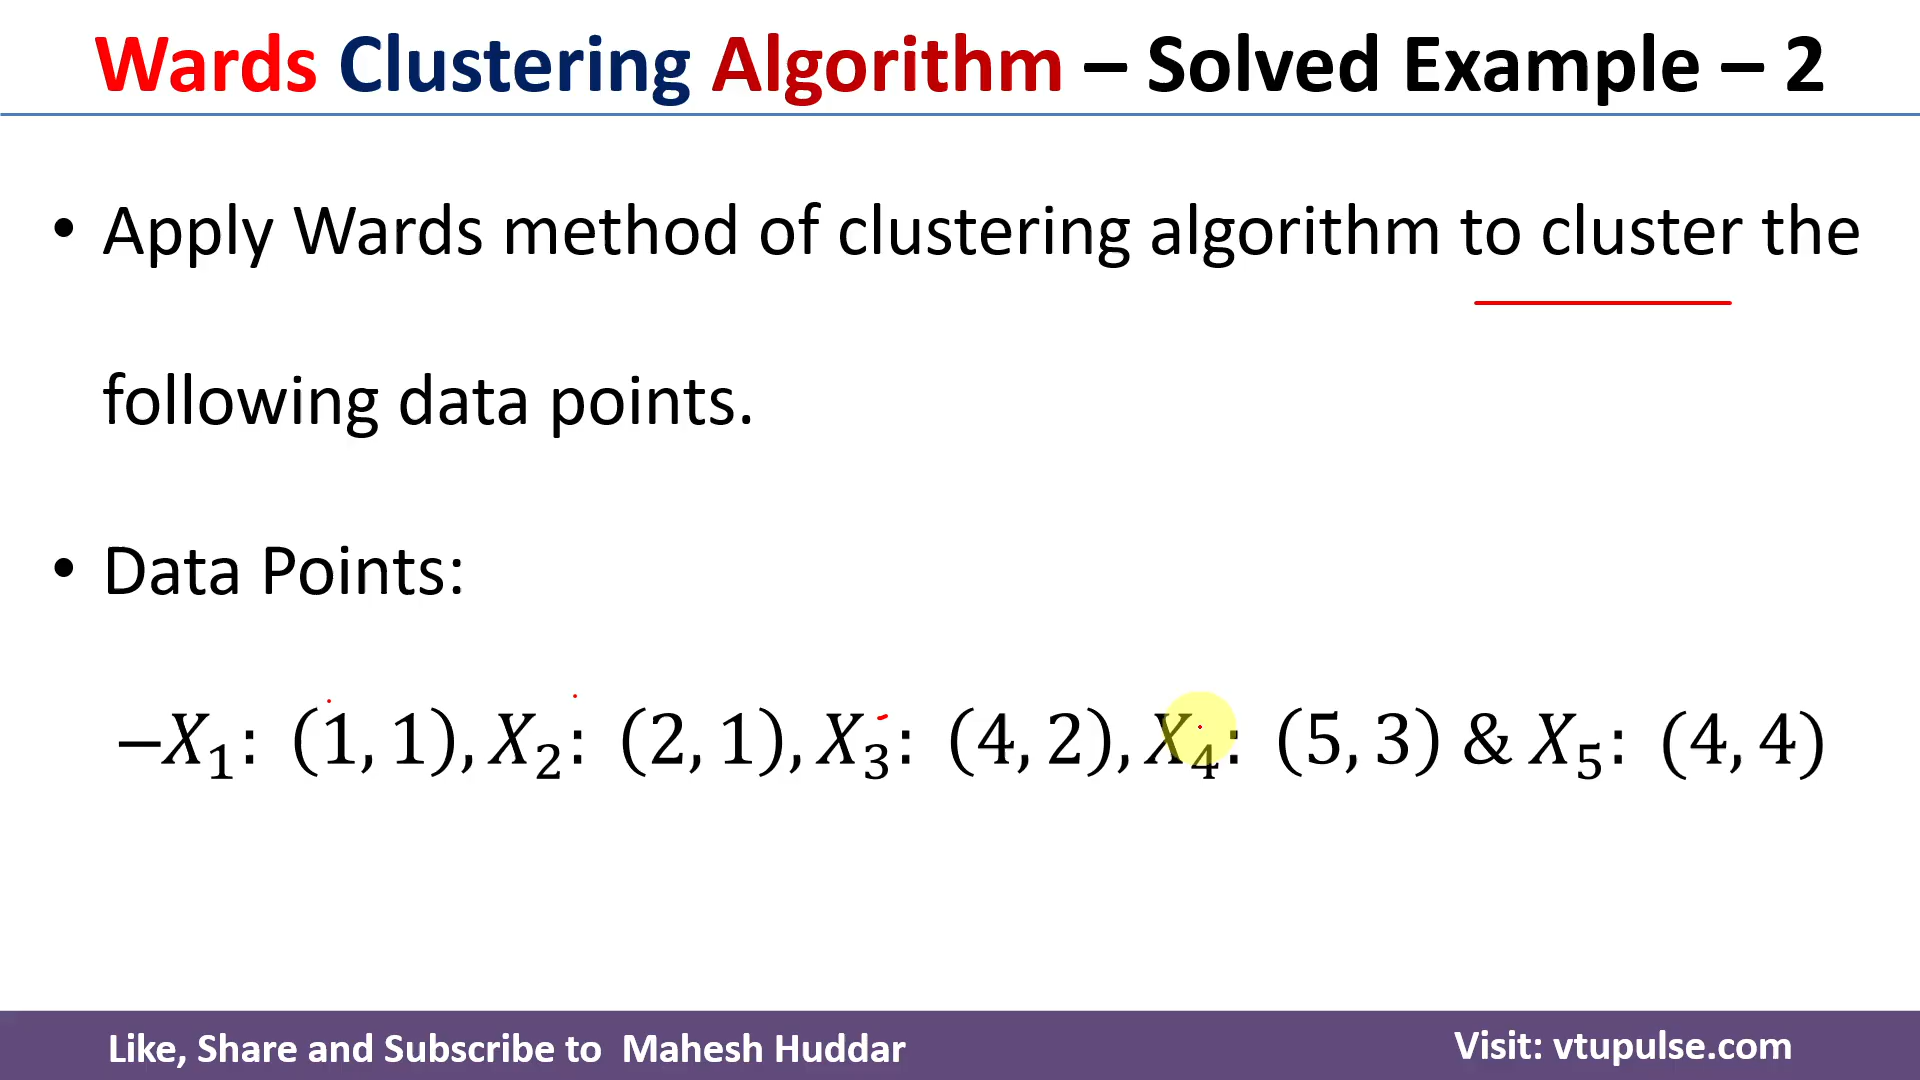 Wards Clustering Algorithm – Solved Example – 2
• Apply Wards method of clustering algorithm to cluster the
following data points.
• Data Points:
–X₁: (1, 1), X₂: (2, 1), X₃: (4, 2), X₄: (5, 3) & X₅: (4, 4)
Like, Share and Subscribe to Mahesh Huddar
Visit: vtupulse.com